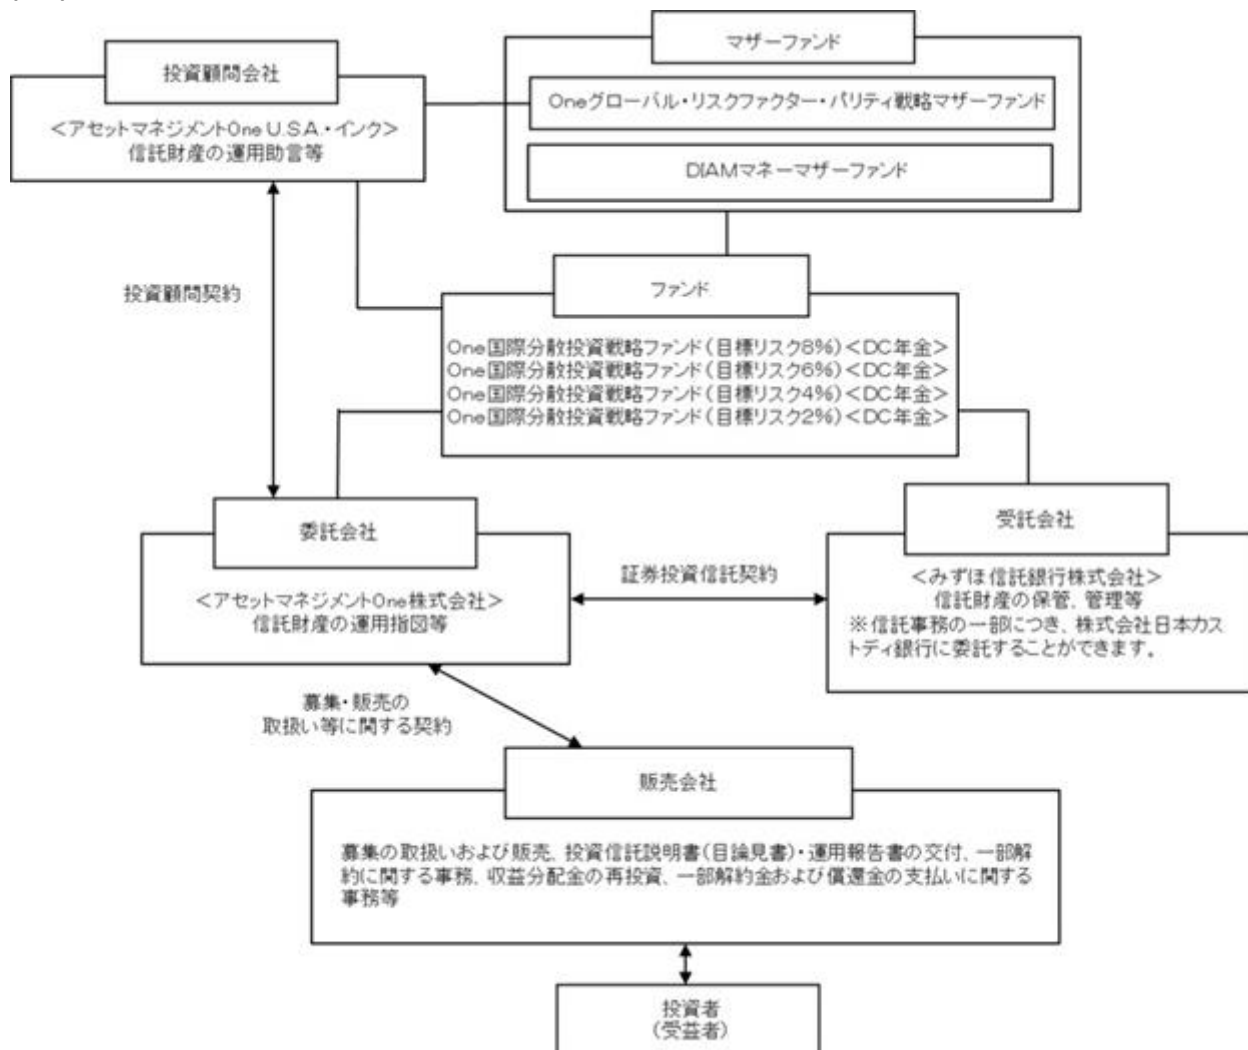 マザーファンド
投資顧問会社
Oneグローバル・リスクファクター・パリティ戦略マザーファンド
＜アセットマネジメントOne U.S.A.・インク＞
信託財産の運用助言等
DIAMマネーマザーファンド
投資顧問契約
ファンド
One国際分散投資戦略ファンド（目標リスク8%）＜DC年金＞
One国際分散投資戦略ファンド（目標リスク6%）＜DC年金＞
One国際分散投資戦略ファンド（目標リスク4%）＜DC年金＞
One国際分散投資戦略ファンド（目標リスク2%）＜DC年金＞
委託会社
＜アセットマネジメントOne株式会社＞
信託財産の運用指図等
証券投資信託契約
受託会社
＜みずほ信託銀行株式会社＞
信託財産の保管、管理等
※信託事務の一部につき、株式会社日本カス
トディ銀行に委託することができます。
募集・販売の
取扱い等に関する契約
販売会社
募集の取扱いおよび販売、投資信託説明書（目論見書）・運用報告書の交付、一部解
約に関する事務、収益分配金の再投資、一部解約金および償還金の支払いに関する
事務等
投資者
（受益者）